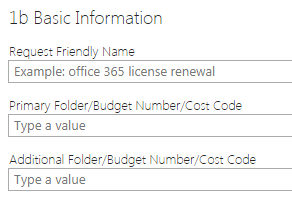 1b Basic Information
Request Friendly Name
Example: office 365 license renewal
Primary Folder/Budget Number/Cost Code
Type a value
Additional Folder/Budget Number/Cost Code
Type a value